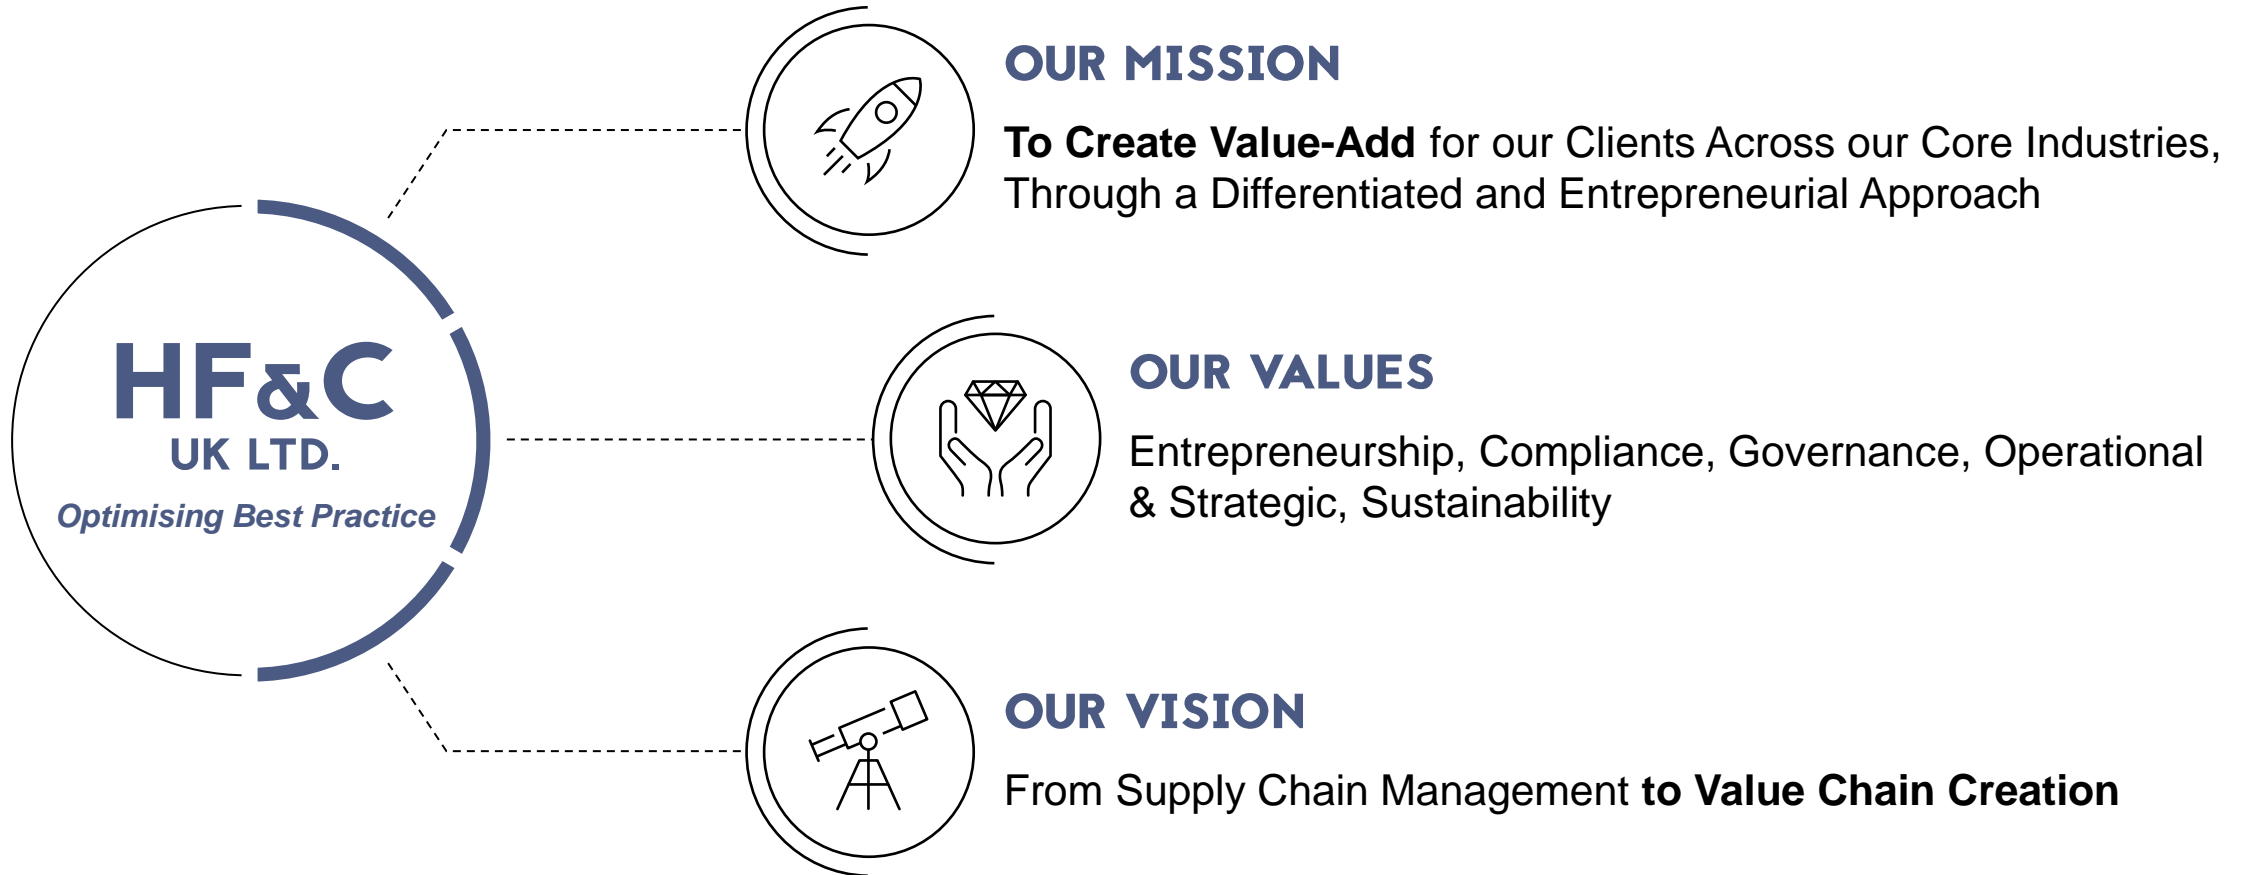 HF&C
UK LTD.
Optimising Best Practice
OUR MISSION
To Create Value-Add for our Clients Across our Core Industries,
Through a Differentiated and Entrepreneurial Approach
OUR VALUES
Entrepreneurship, Compliance, Governance, Operational
& Strategic, Sustainability
OUR VISION
From Supply Chain Management to Value Chain Creation